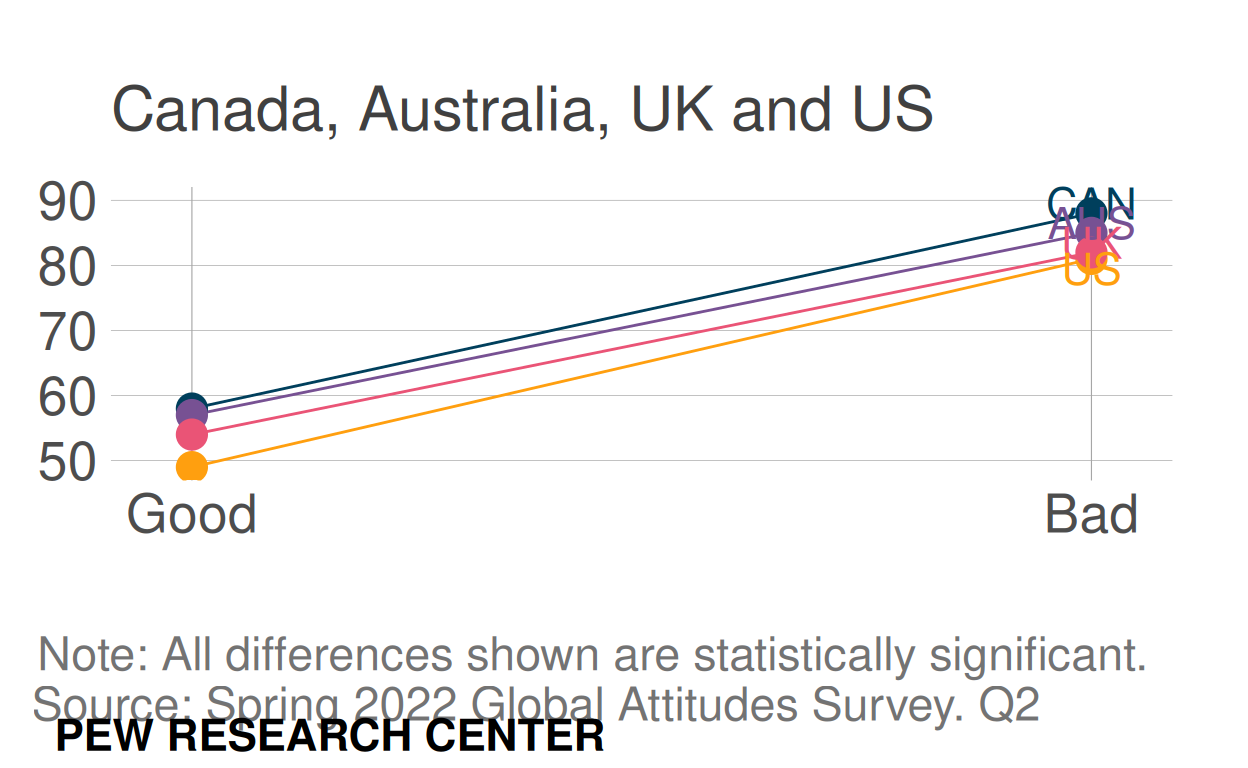 Canada, Australia, UK and US
90
80
70
60
50
CAN
AUS
UK
US
Good
Bad
Note: All differences shown are statistically significant.
Source: Spring 2022 Global Attitudes Survey. Q2
PEW RESEARCH CENTER